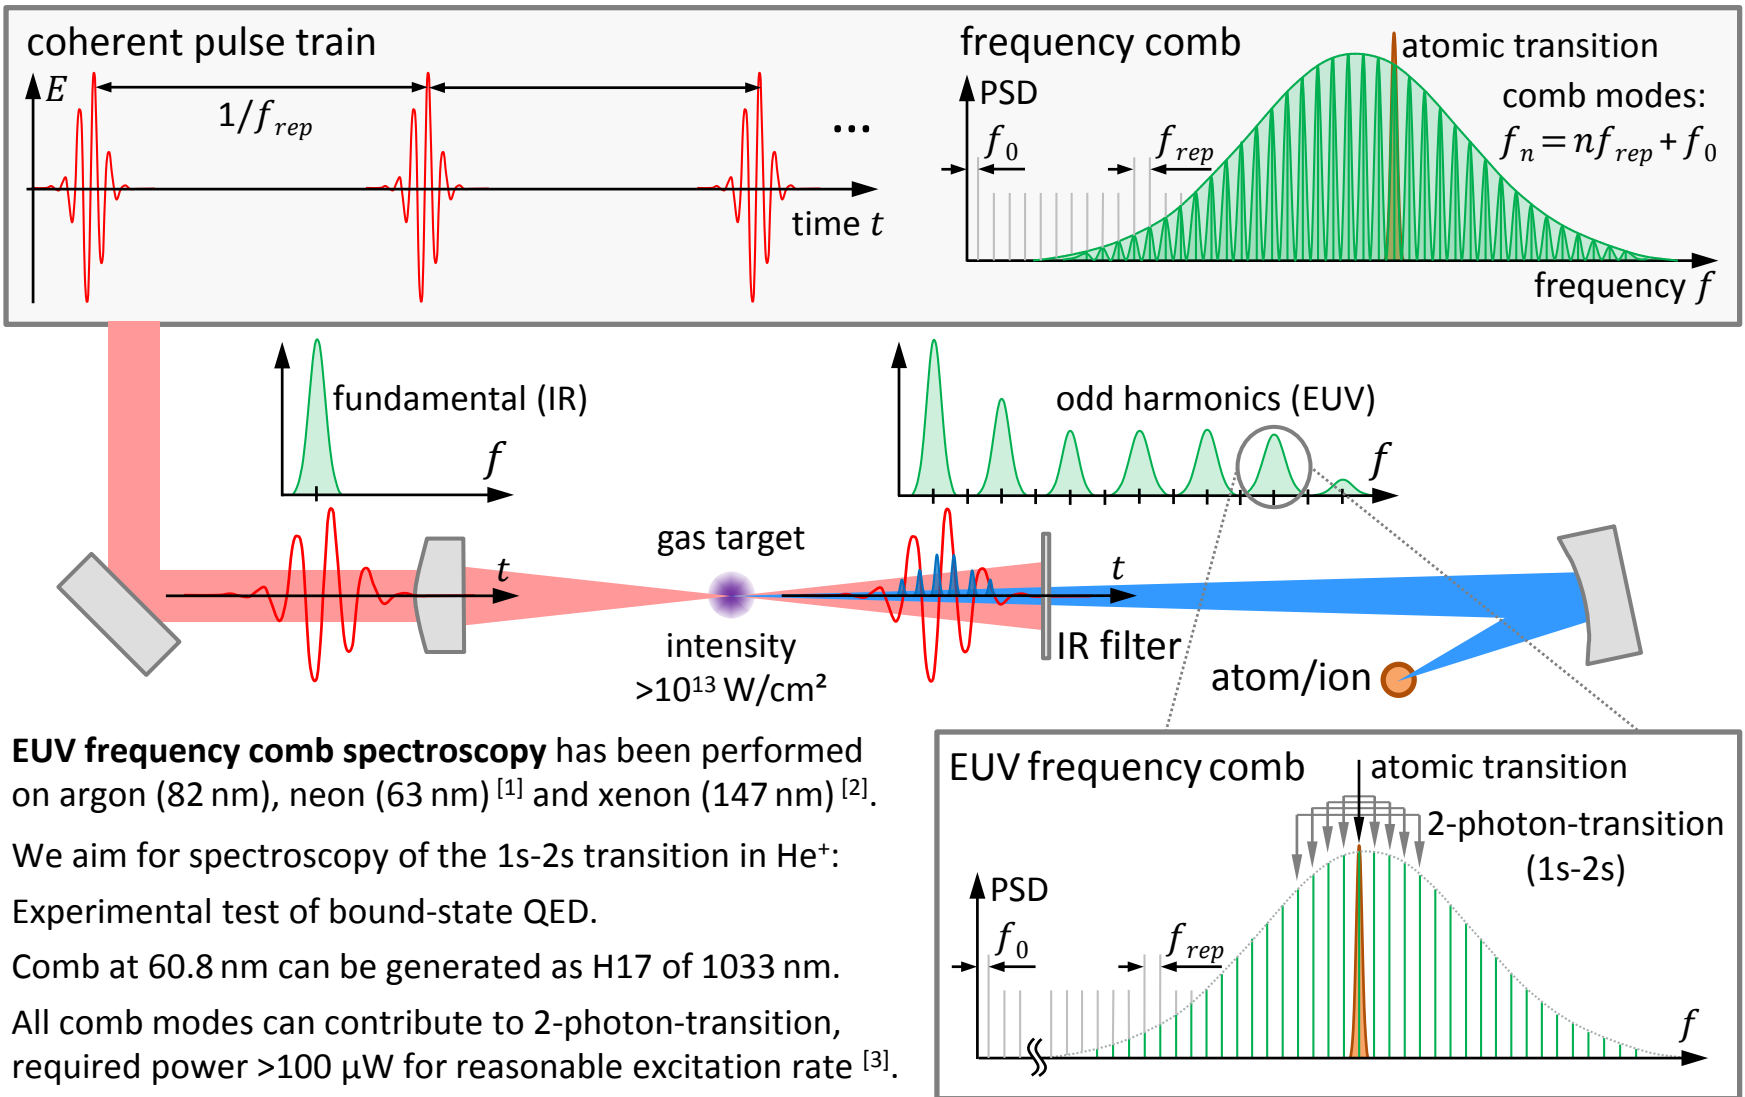 coherent pulse train
E
1/f_rep
...
time t
frequency comb
PSD
f_0
f_rep
atomic transition
comb modes:
f_n = nf_rep + f_0
frequency f
fundamental (IR)
f
odd harmonics (EUV)
f
t
gas target
intensity
>10¹³ W/cm²
t
IR filter
atom/ion
EUV frequency comb spectroscopy has been performed
on argon (82 nm), neon (63 nm) [1] and xenon (147 nm) [2].
We aim for spectroscopy of the 1s-2s transition in He⁺:
Experimental test of bound-state QED.
Comb at 60.8 nm can be generated as H17 of 1033 nm.
All comb modes can contribute to 2-photon-transition,
required power >100 µW for reasonable excitation rate [3].
EUV frequency comb
atomic transition
2-photon-transition
(1s-2s)
PSD
f_0
f_rep
f